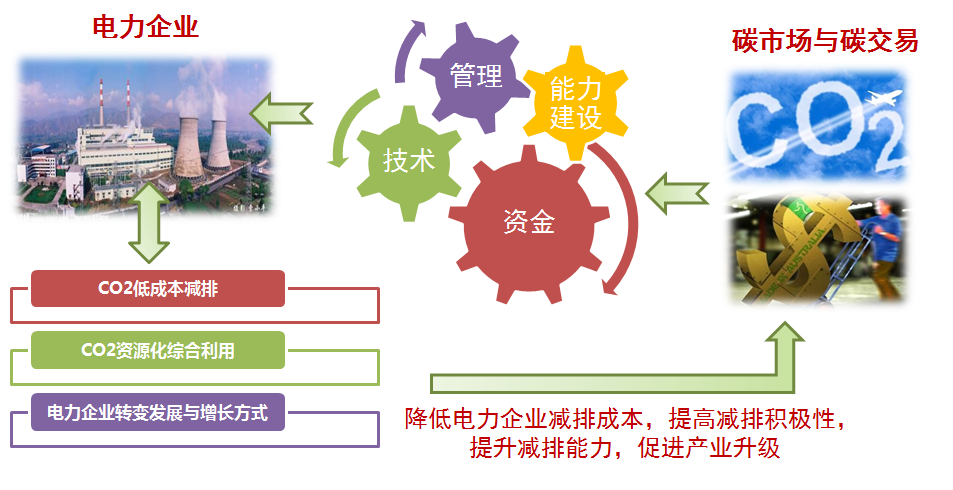 电力企业
碳市场与碳交易
管理
能力
建设
技术
资金
CO2
AUSTRALIA
CO2低成本减排
CO2资源化综合利用
电力企业转变发展与增长方式
降低电力企业减排成本，提高减排积极性，
提升减排能力，促进产业升级